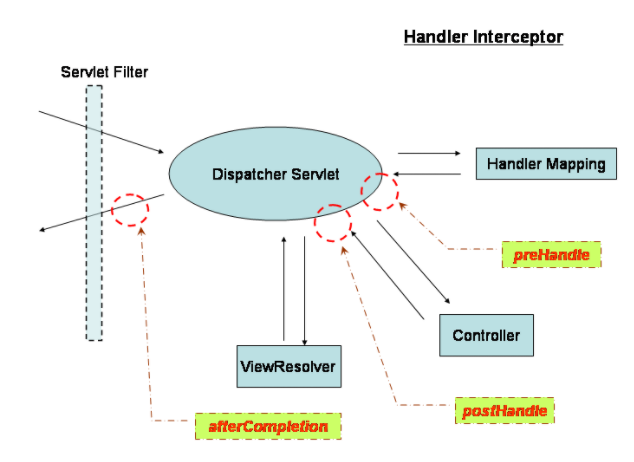 Handler Interceptor
Servlet Filter
Dispatcher Servlet
Handler Mapping
preHandle
Controller
ViewResolver
postHandle
afterCompletion